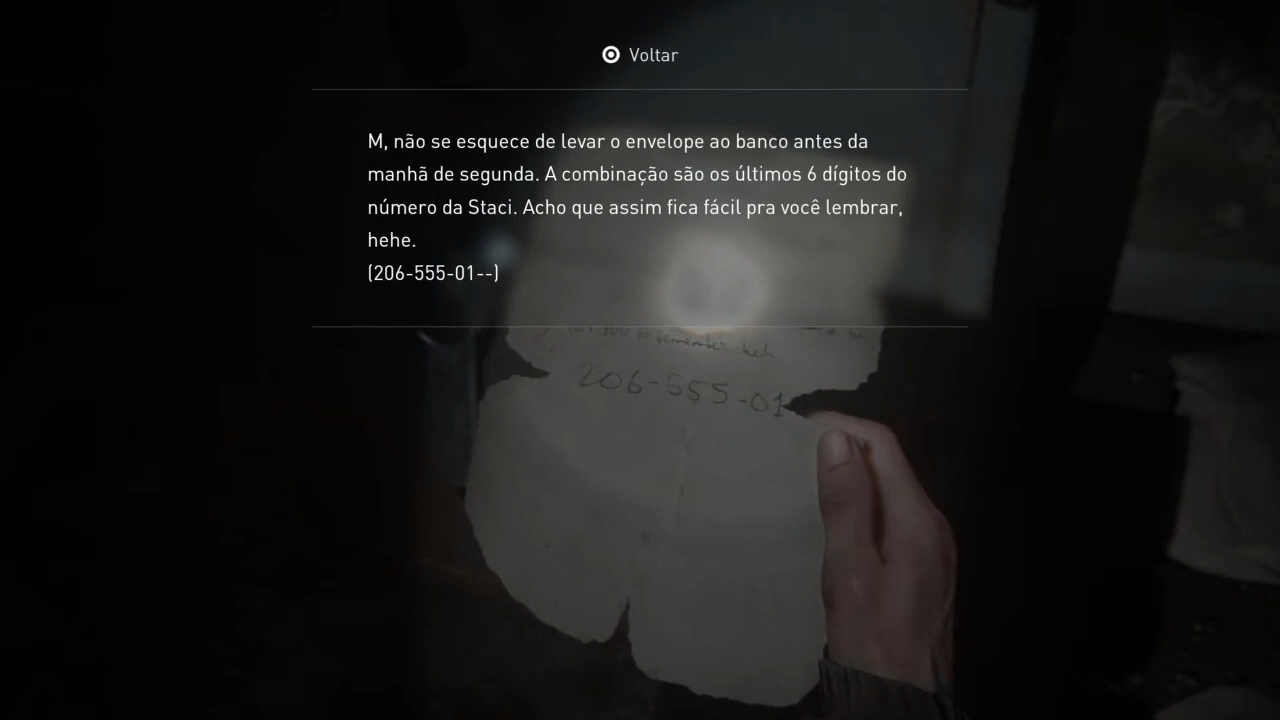 Voltar
M, não se esquece de levar o envelope ao banco antes da
manhã de segunda. A combinação são os últimos 6 dígitos do
número da Staci. Acho que assim fica fácil pra você lembrar,
hehe.
(206-555-01--)
remember. heh
206-555-01